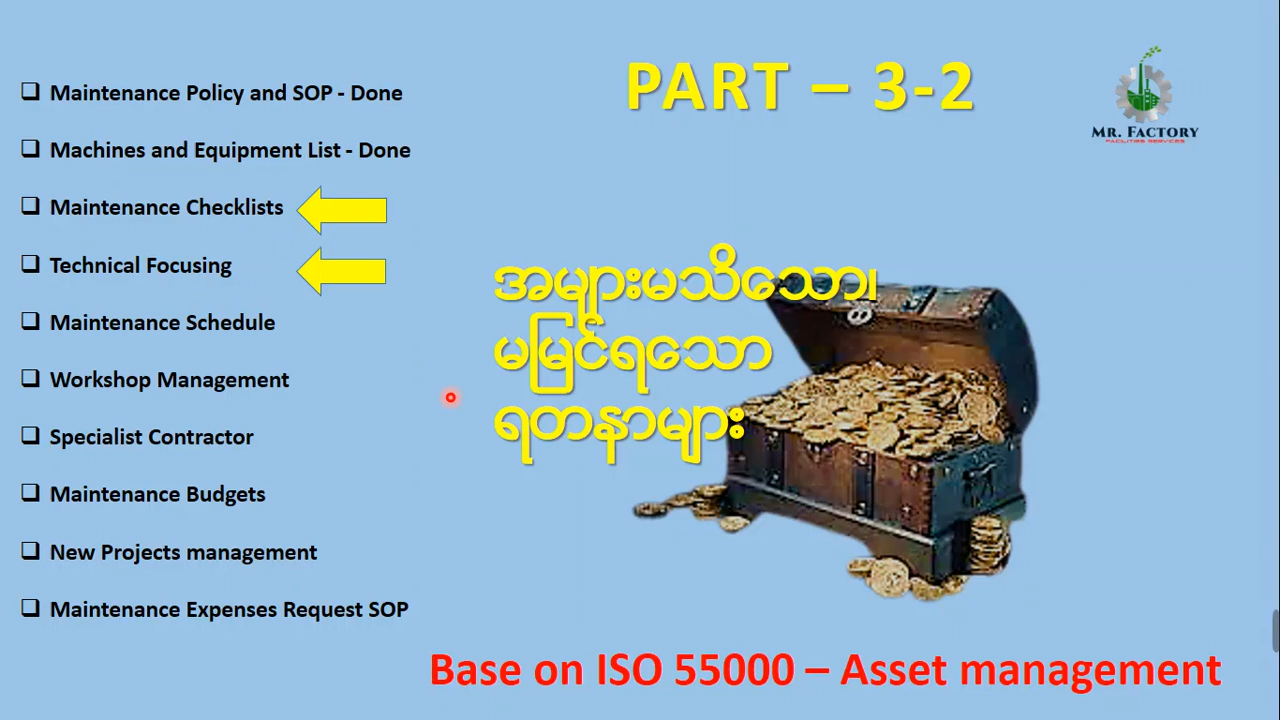 PART – 3-2
MR. FACTORY
FACILITIES SERVICES
Maintenance Policy and SOP - Done
Machines and Equipment List - Done
Maintenance Checklists
Technical Focusing
Maintenance Schedule
Workshop Management
Specialist Contractor
Maintenance Budgets
New Projects management
Maintenance Expenses Request SOP
အများမသိသော၊
မမြင်ရသော
ရတနာများ
Base on ISO 55000 – Asset management